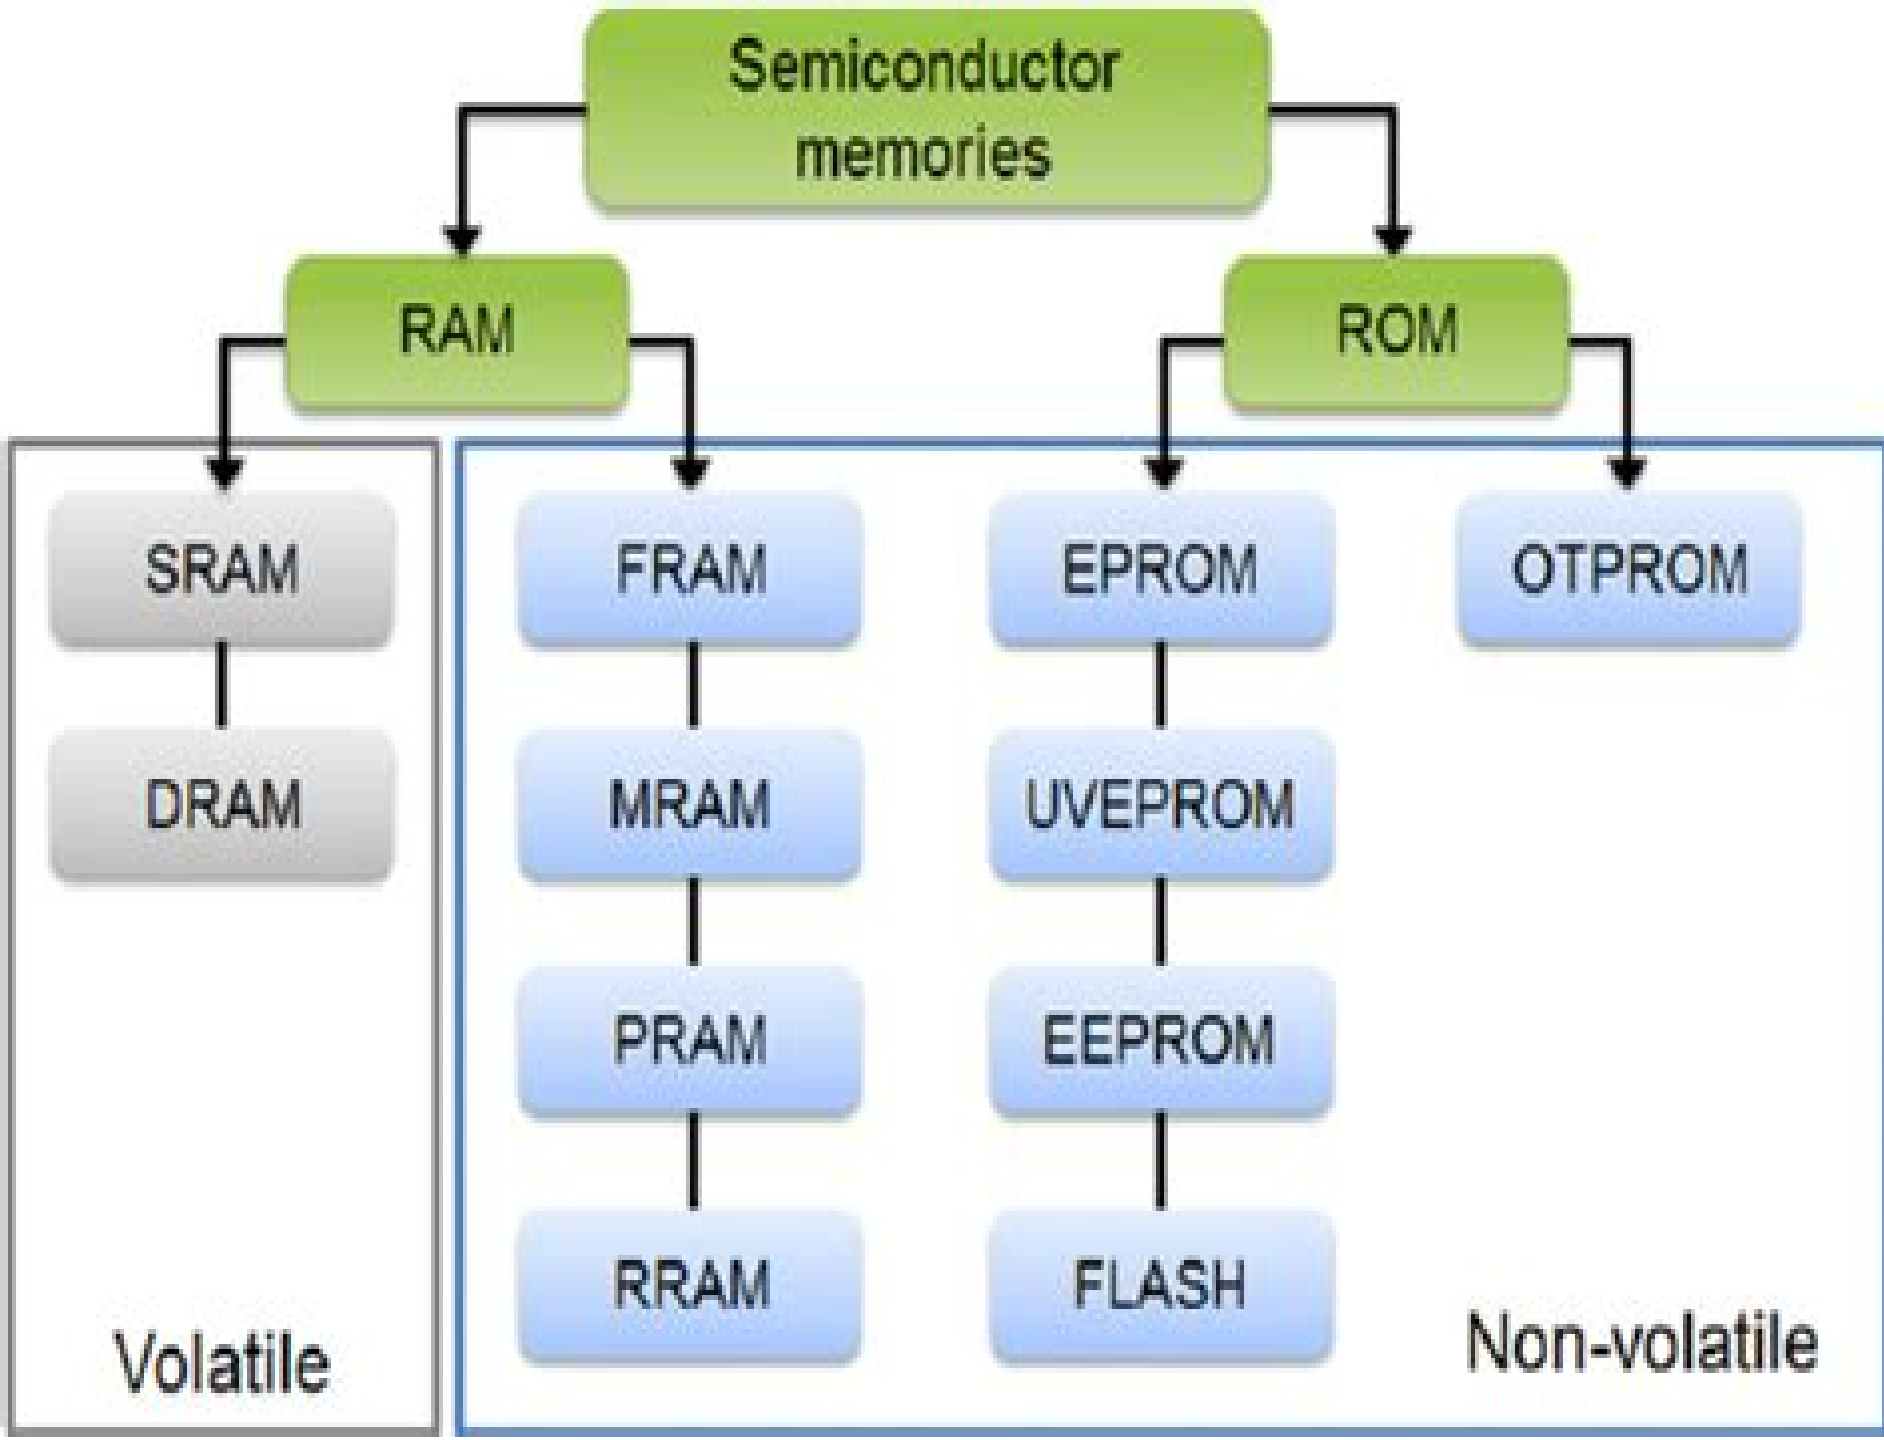 Semiconductor
memories
RAM
ROM
SRAM
FRAM
EPROM
OTPROM
DRAM
MRAM
UVEPROM
PRAM
EEPROM
RRAM
FLASH
Volatile
Non-volatile